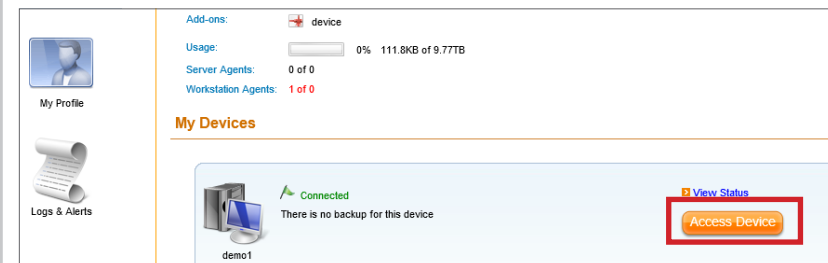 Add-ons: device
Usage: 0% 111.8KB of 9.77TB
Server Agents: 0 of 0
Workstation Agents: 1 of 0
My Profile
My Devices
Logs & Alerts
Connected
View Status
There is no backup for this device
Access Device
demo1